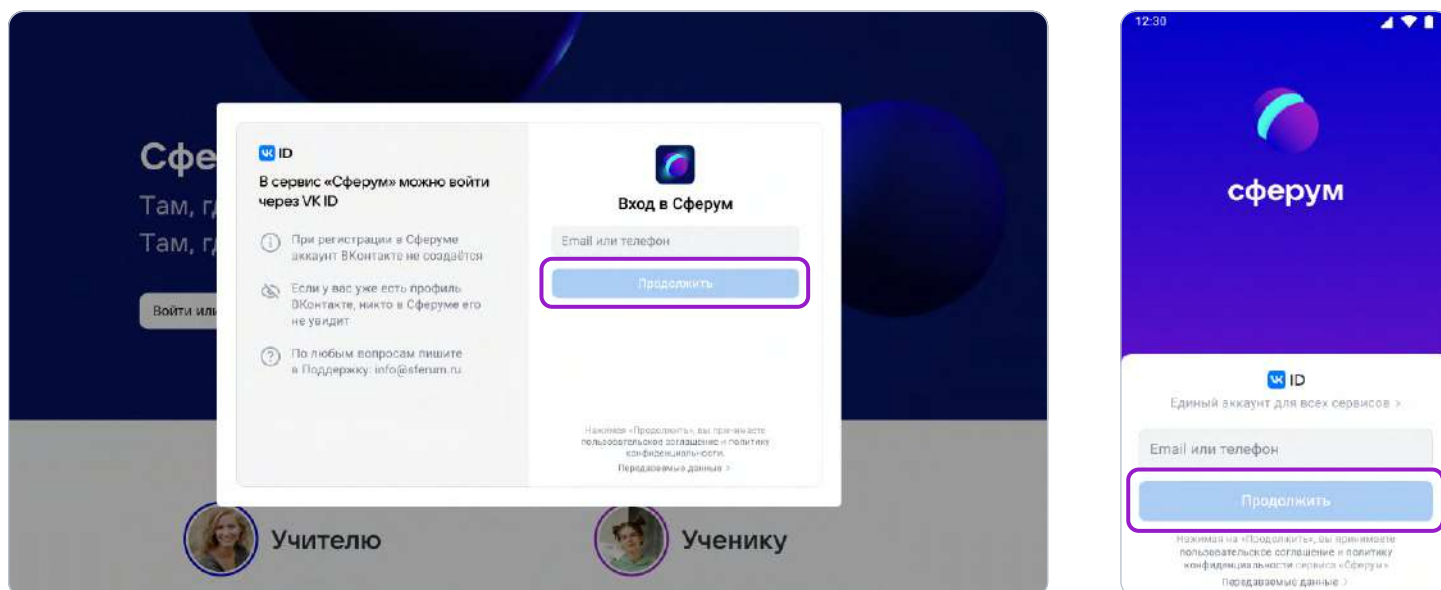 Сфе
Там, г
Там, г
Войти или
VK ID
В сервис «Сферум» можно войти
через VK ID
При регистрации в Сферуме
аккаунт ВКонтакте не создаётся
Если у вас уже есть профиль
ВКонтакте, никто в Сферуме его
не увидит
По любым вопросам пишите
в Поддержку: info@sferum.ru
Вход в Сферум
Email или телефон
Продолжить
Нажимая «Продолжить», вы принимаете
пользовательское соглашение и политику
конфиденциальности.
Передаваемые данные >
Учителю
Ученику
12:30
сферум
VK ID
Единый аккаунт для всех сервисов >
Email или телефон
Продолжить
Нажимая на «Продолжить», вы принимаете
пользовательское соглашение и политику
конфиденциальности сервиса «Сферум»
Передаваемые данные >